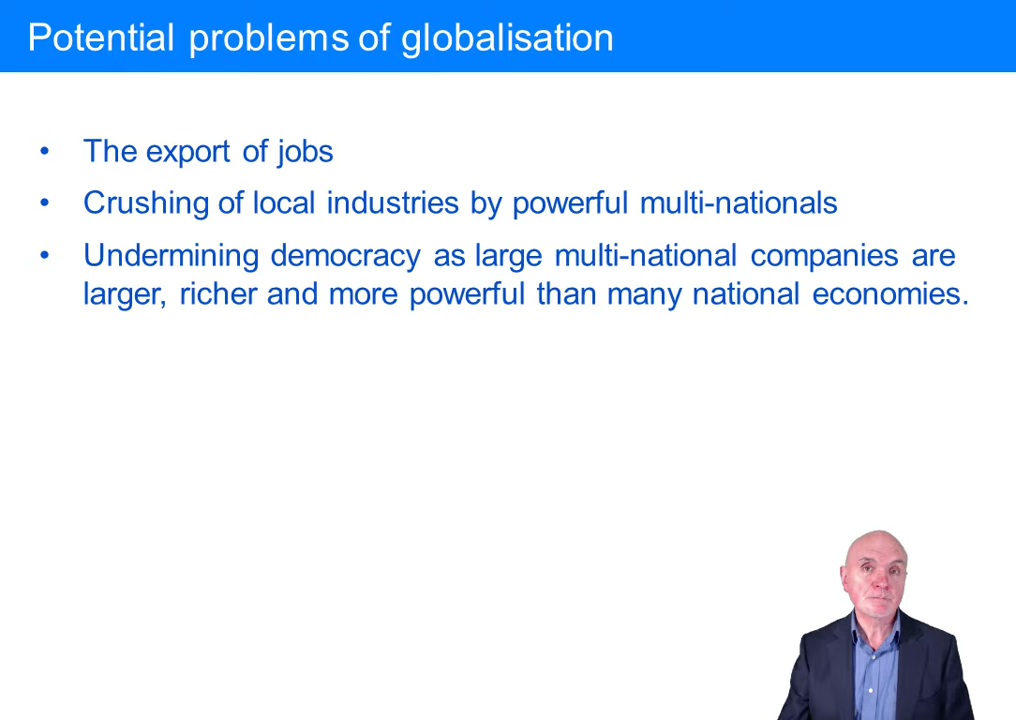 Potential problems of globalisation
• The export of jobs
• Crushing of local industries by powerful multi-nationals
• Undermining democracy as large multi-national companies are
larger, richer and more powerful than many national economies.